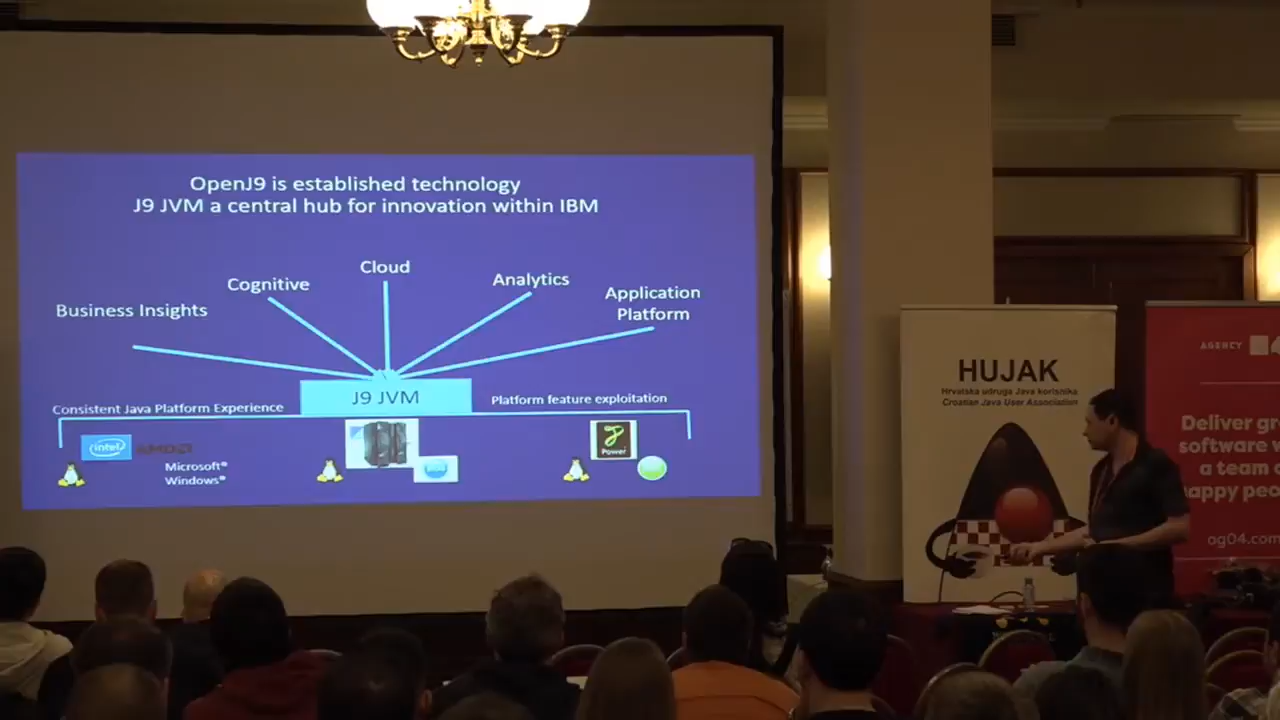 OpenJ9 is established technology
J9 JVM a central hub for innovation within IBM
Business Insights
Cognitive
Cloud
Analytics
Application
Platform
J9 JVM
Consistent Java Platform Experience
Platform feature exploitation
intel
AMD
Microsoft®
Windows®
Power
HUJAK
Hrvatska udruga Java korisnika
Croatian Java User Association
AGENCY
Deliver
software
a team
appy
og04.com